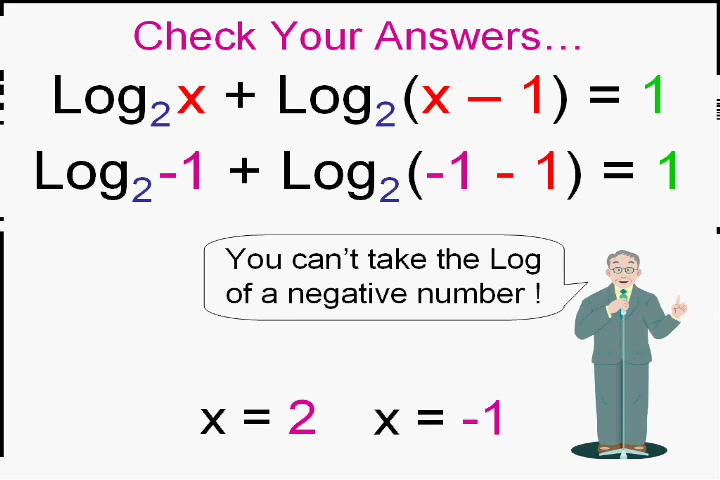 Check Your Answers...
Log₂x + Log₂(x – 1) = 1
Log₂-1 + Log₂(-1 - 1) = 1
You can't take the Log
of a negative number !
x = 2 x = -1